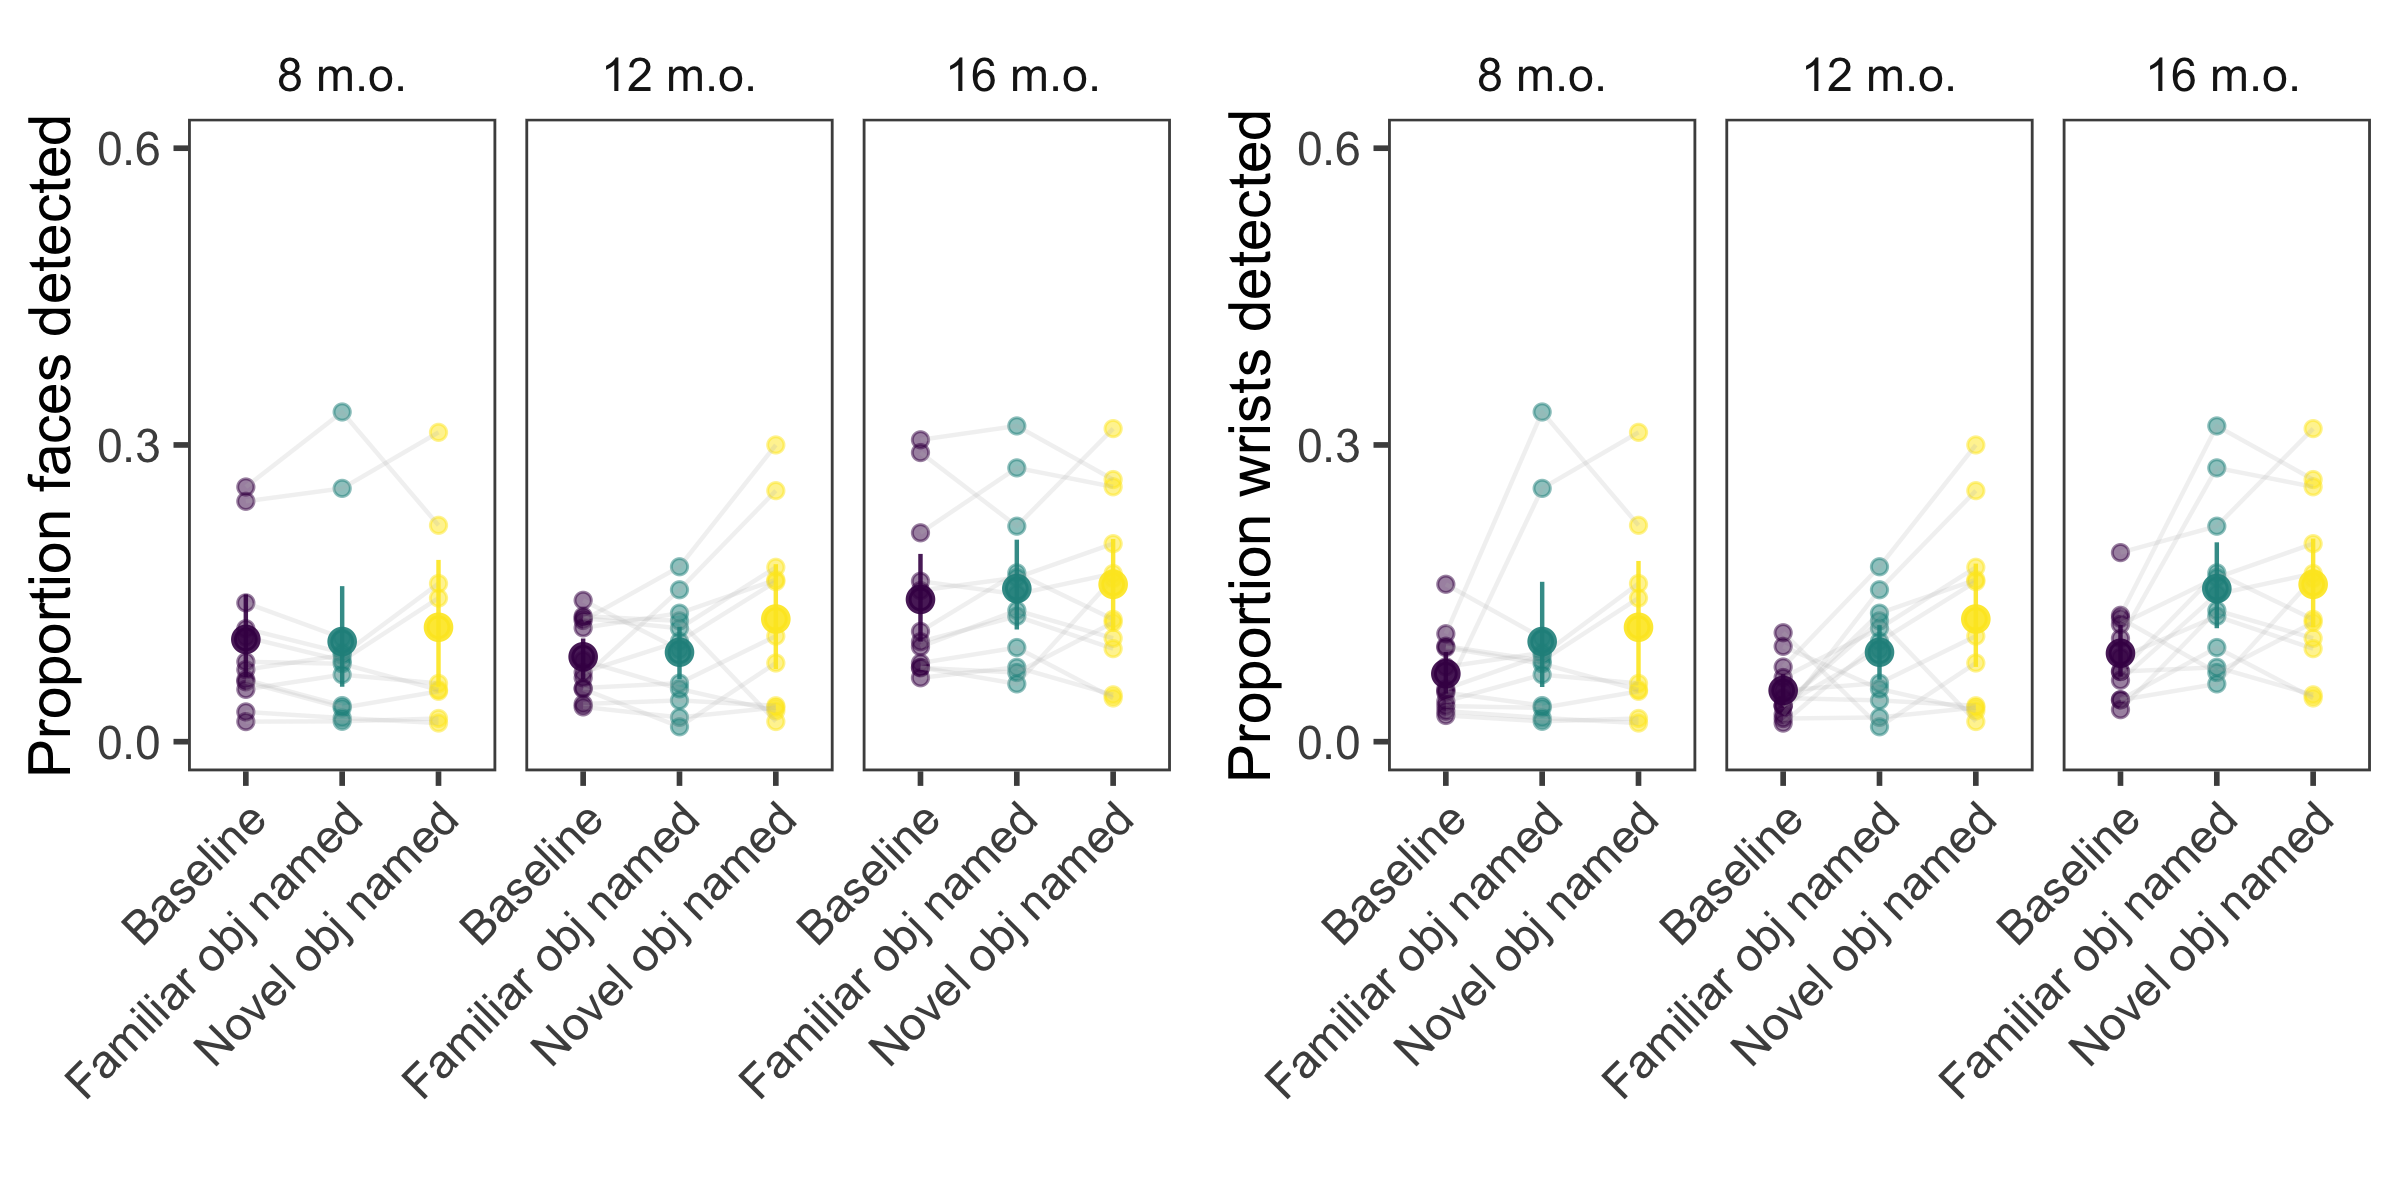 8 m.o.
12 m.o.
16 m.o.
Proportion faces detected
0.6
0.3
0.0
Baseline
Familiar obj named
Novel obj named
Baseline
Familiar obj named
Novel obj named
Baseline
Familiar obj named
Novel obj named
8 m.o.
12 m.o.
16 m.o.
Proportion wrists detected
0.6
0.3
0.0
Baseline
Familiar obj named
Novel obj named
Baseline
Familiar obj named
Novel obj named
Baseline
Familiar obj named
Novel obj named